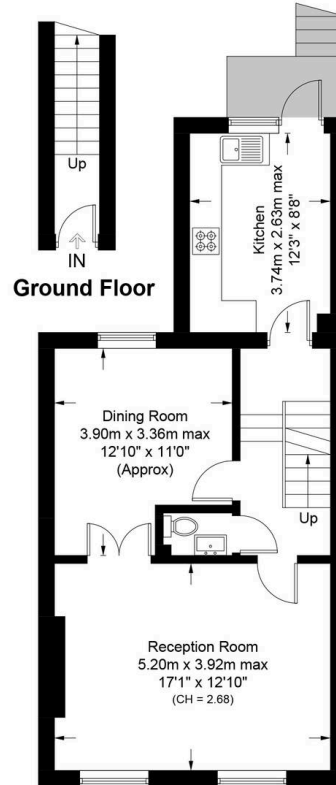 Up
IN
Ground Floor
Kitchen
3.74m x 2.63m max
12'3" x 8'8"
Dining Room
3.90m x 3.36m max
12'10" x 11'0"
(Approx)
Up
Reception Room
5.20m x 3.92m max
17'1" x 12'10"
(CH = 2.68)